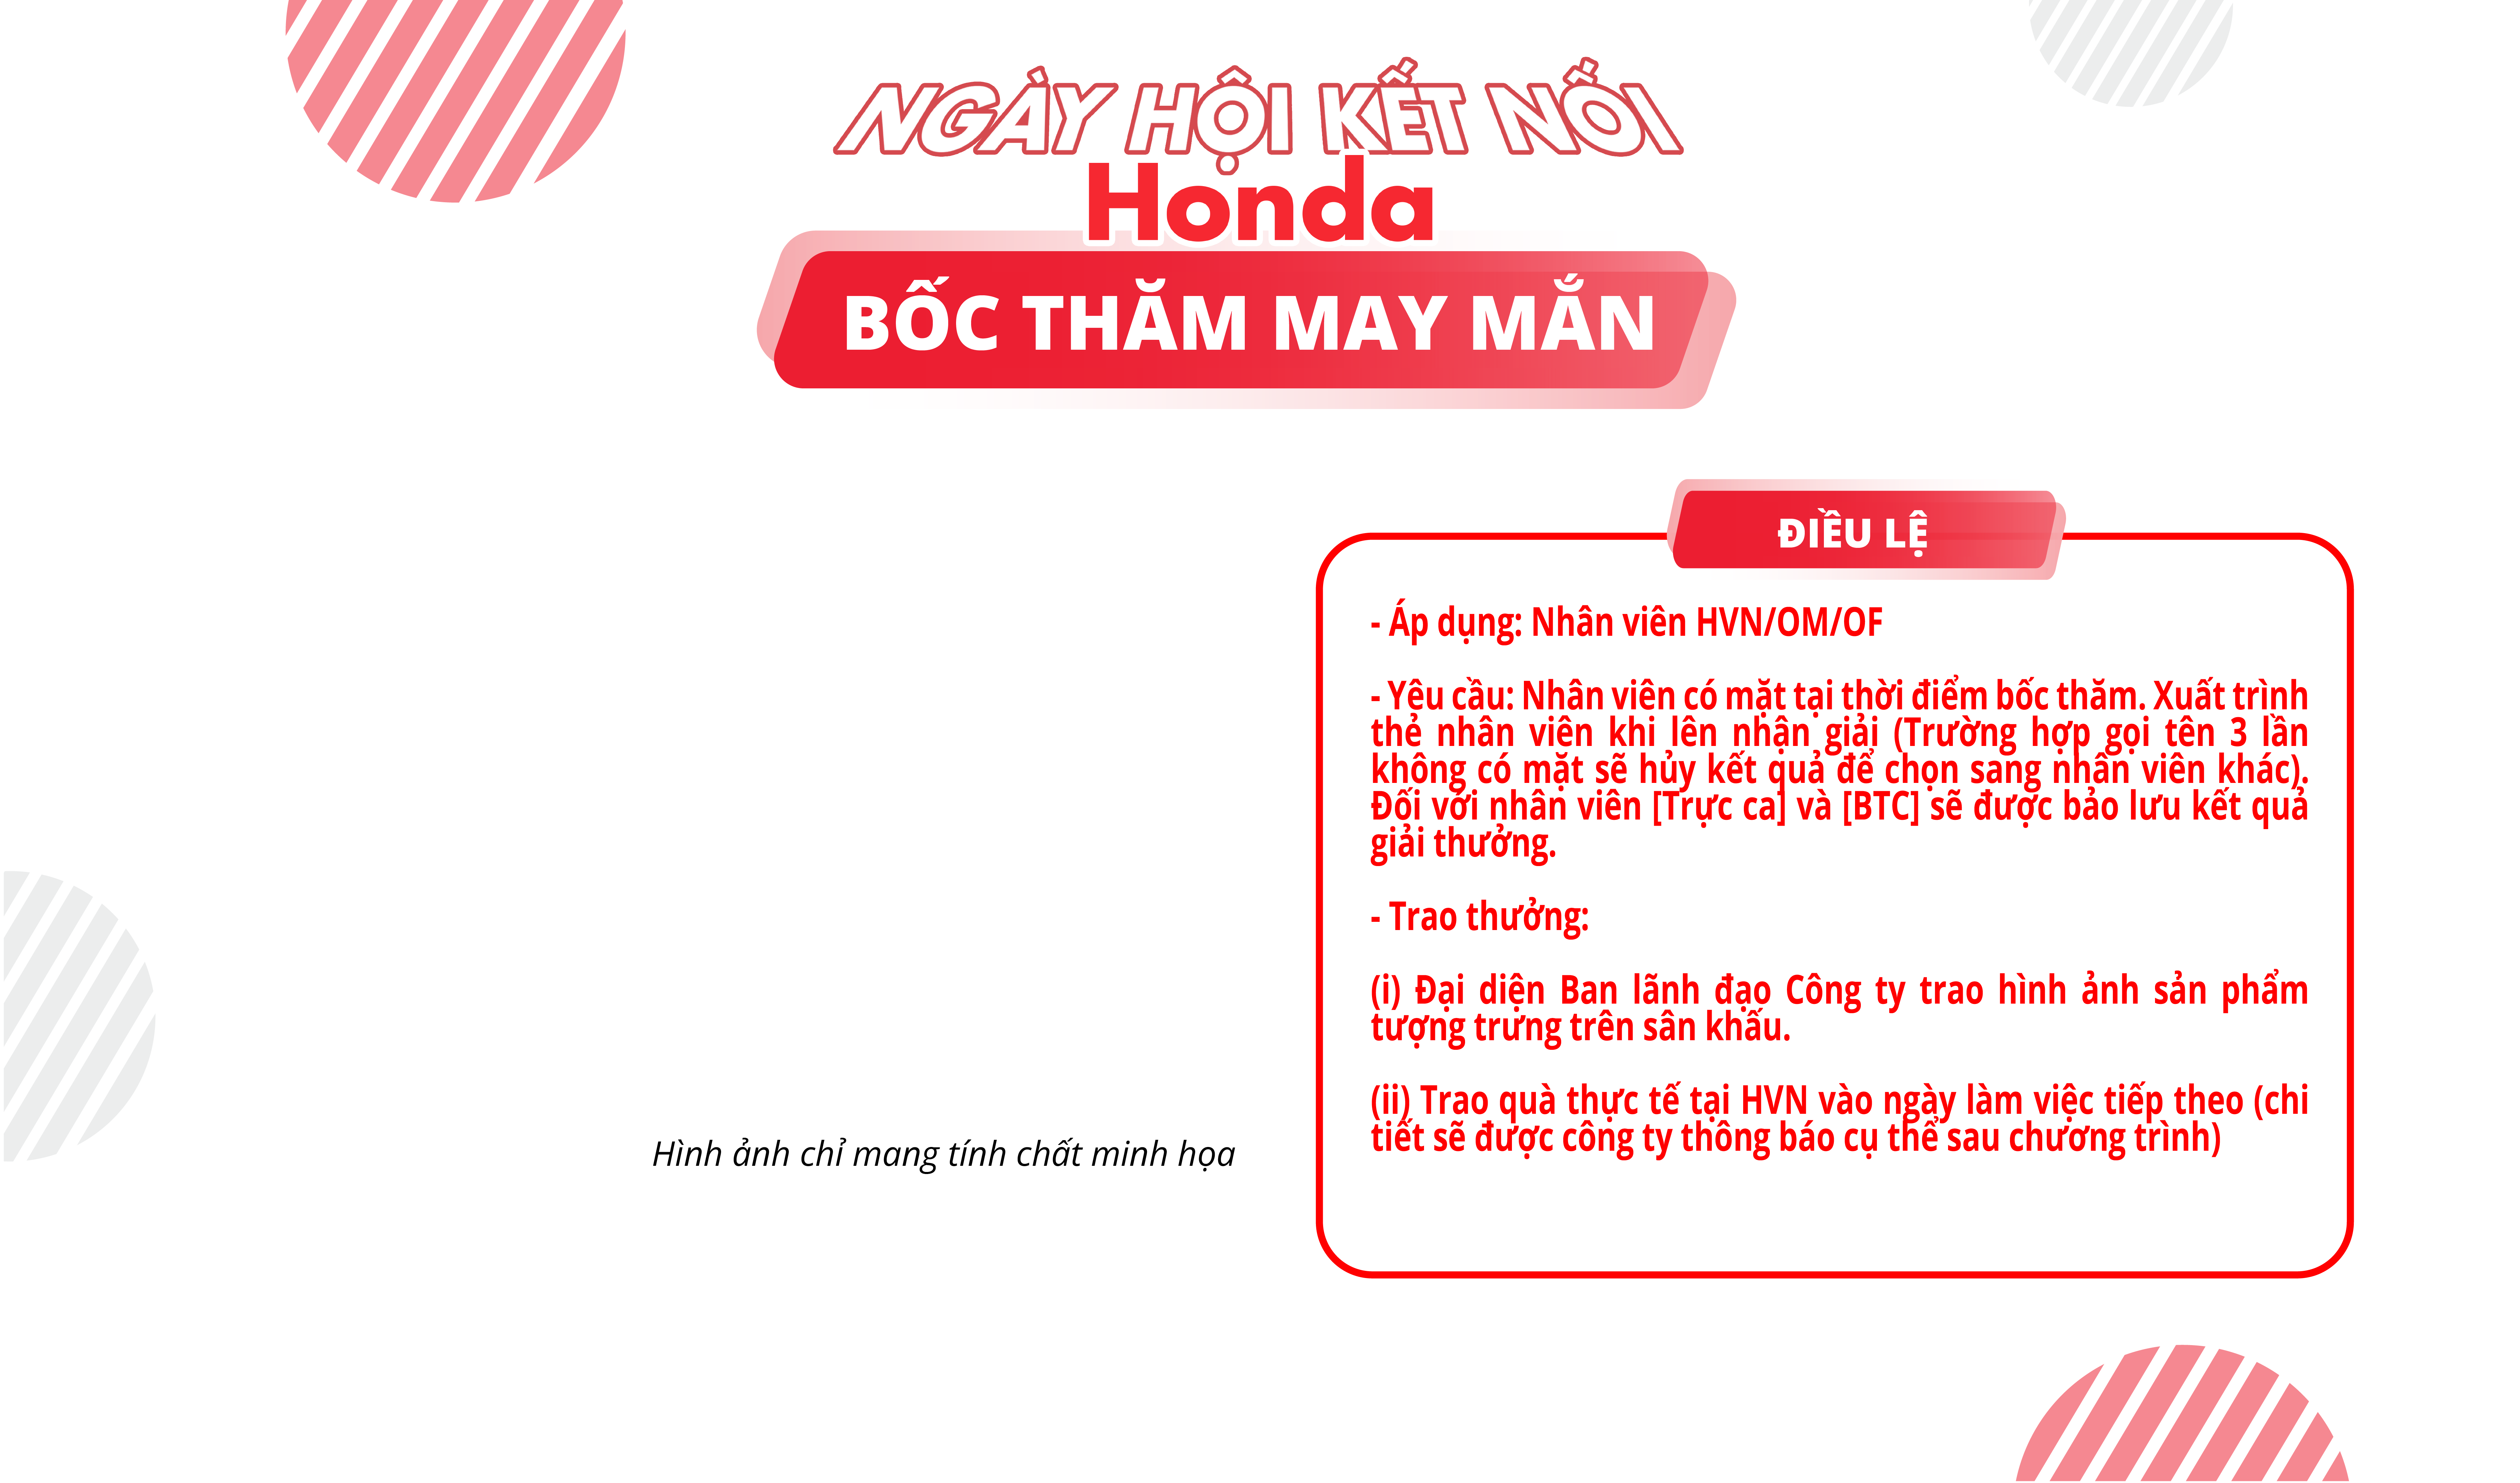 NGÀY HỘI KẾT NỐI
Honda
BỐC THĂM MAY MẮN
ĐIỀU LỆ
- Áp dụng: Nhân viên HVN/OM/OF
- Yêu cầu: Nhân viên có mặt tại thời điểm bốc thăm. Xuất trình
thẻ nhân viên khi lên nhận giải (Trường hợp gọi tên 3 lần
không có mặt sẽ hủy kết quả để chọn sang nhân viên khác).
Đối với nhân viên [Trực ca] và [BTC] sẽ được bảo lưu kết quả
giải thưởng.
- Trao thưởng:
(i) Đại diện Ban lãnh đạo Công ty trao hình ảnh sản phẩm
tượng trưng trên sân khấu.
(ii) Trao quà thực tế tại HVN vào ngày làm việc tiếp theo (chi
tiết sẽ được công ty thông báo cụ thể sau chương trình)
Hình ảnh chỉ mang tính chất minh họa